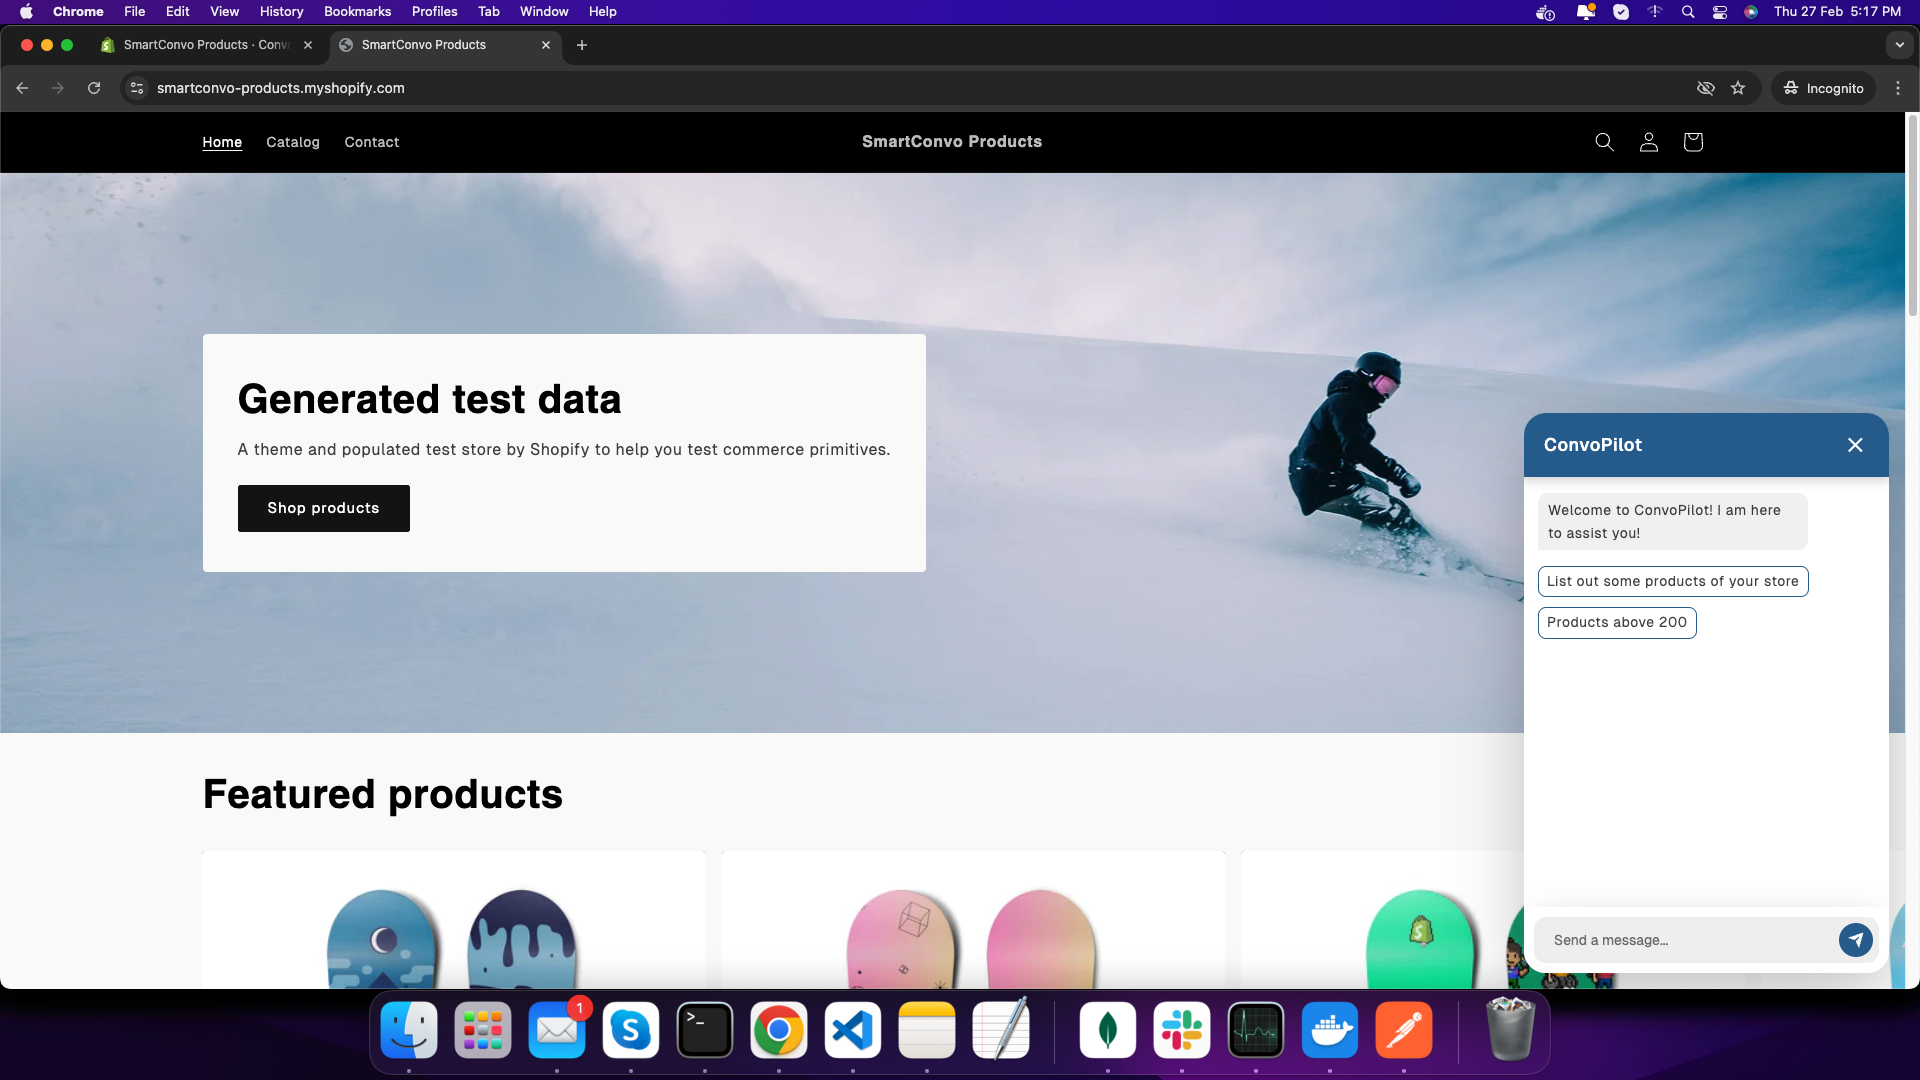 Chrome File Edit View History Bookmarks Profiles Tab Window Help Thu 27 Feb 5:17 PM
SmartConvo Products · Conv
SmartConvo Products
smartconvo-products.myshopify.com
Incognito
Home Catalog Contact
SmartConvo Products
Generated test data
A theme and populated test store by Shopify to help you test commerce primitives.
Shop products
ConvoPilot
Welcome to ConvoPilot! I am here
to assist you!
List out some products of your store
Products above 200
Send a message...
Featured products
1